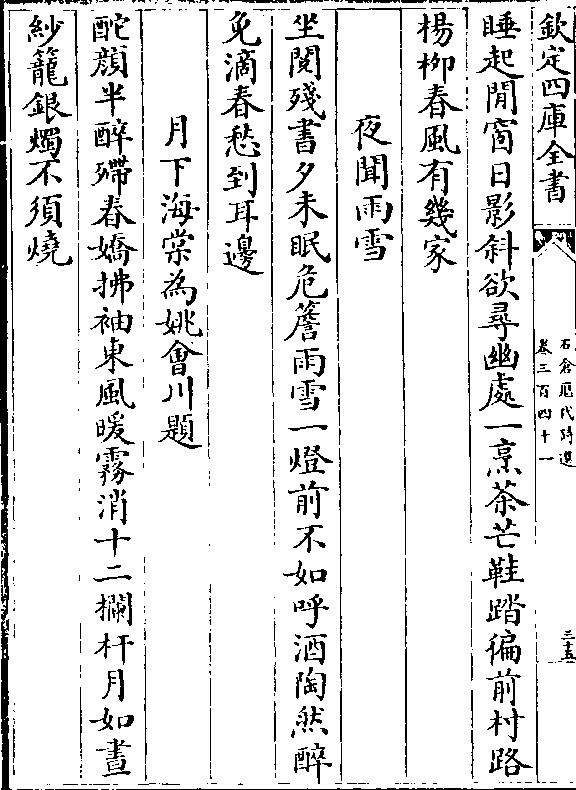 欽定四庫全書
石倉歷代詩選
卷三百四十一
三五
睡起閒窗日影斜欲尋幽處一烹茶芒鞋踏徧前村路
楊柳春風有幾家
夜聞雨雪
坐閱殘書夕未眠危簷雨雪一燈前不如呼酒陶然醉
免滴春愁到耳邊
月下海棠為姚會川題
酡顔半醉殢春嬌拂袖東風暖霧消十二欄杆月如晝
紗籠銀燭不須燒